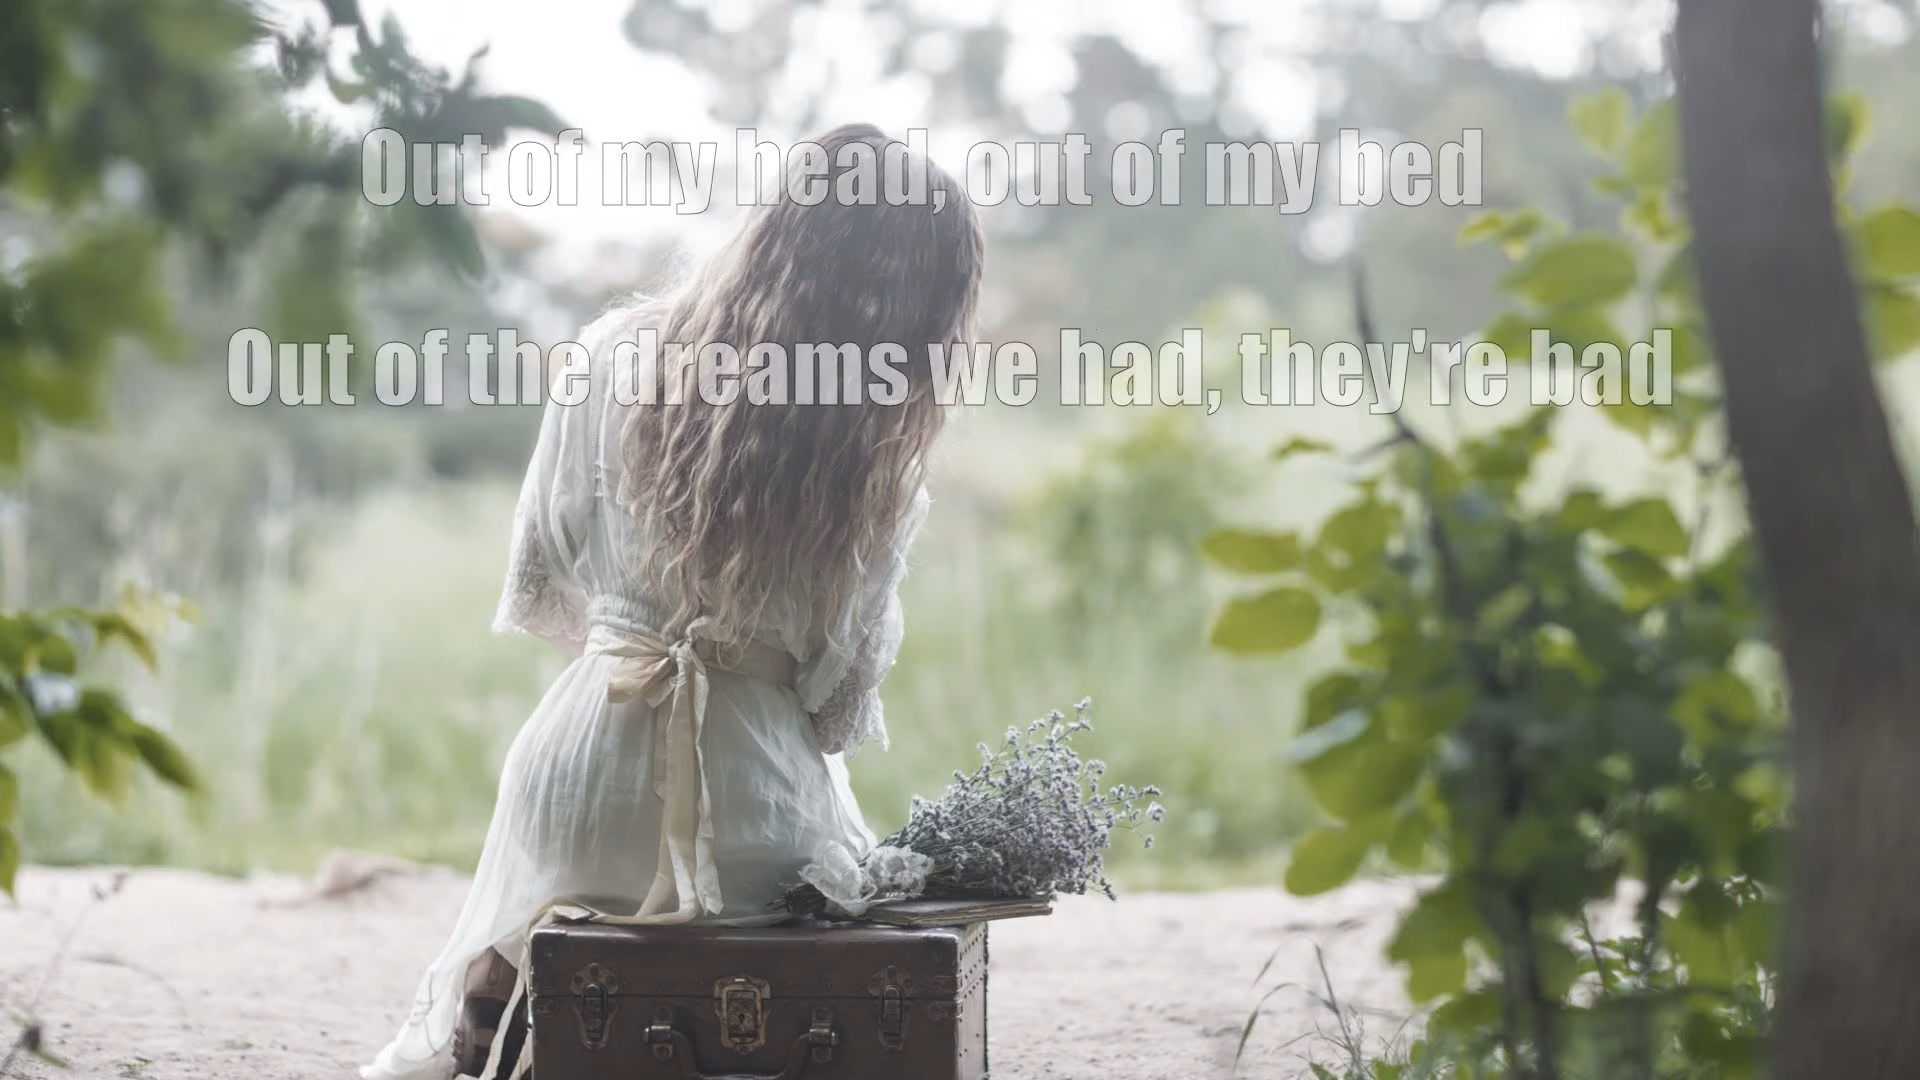 Out of my head, out of my bed
Out of the dreams we had, they're bad